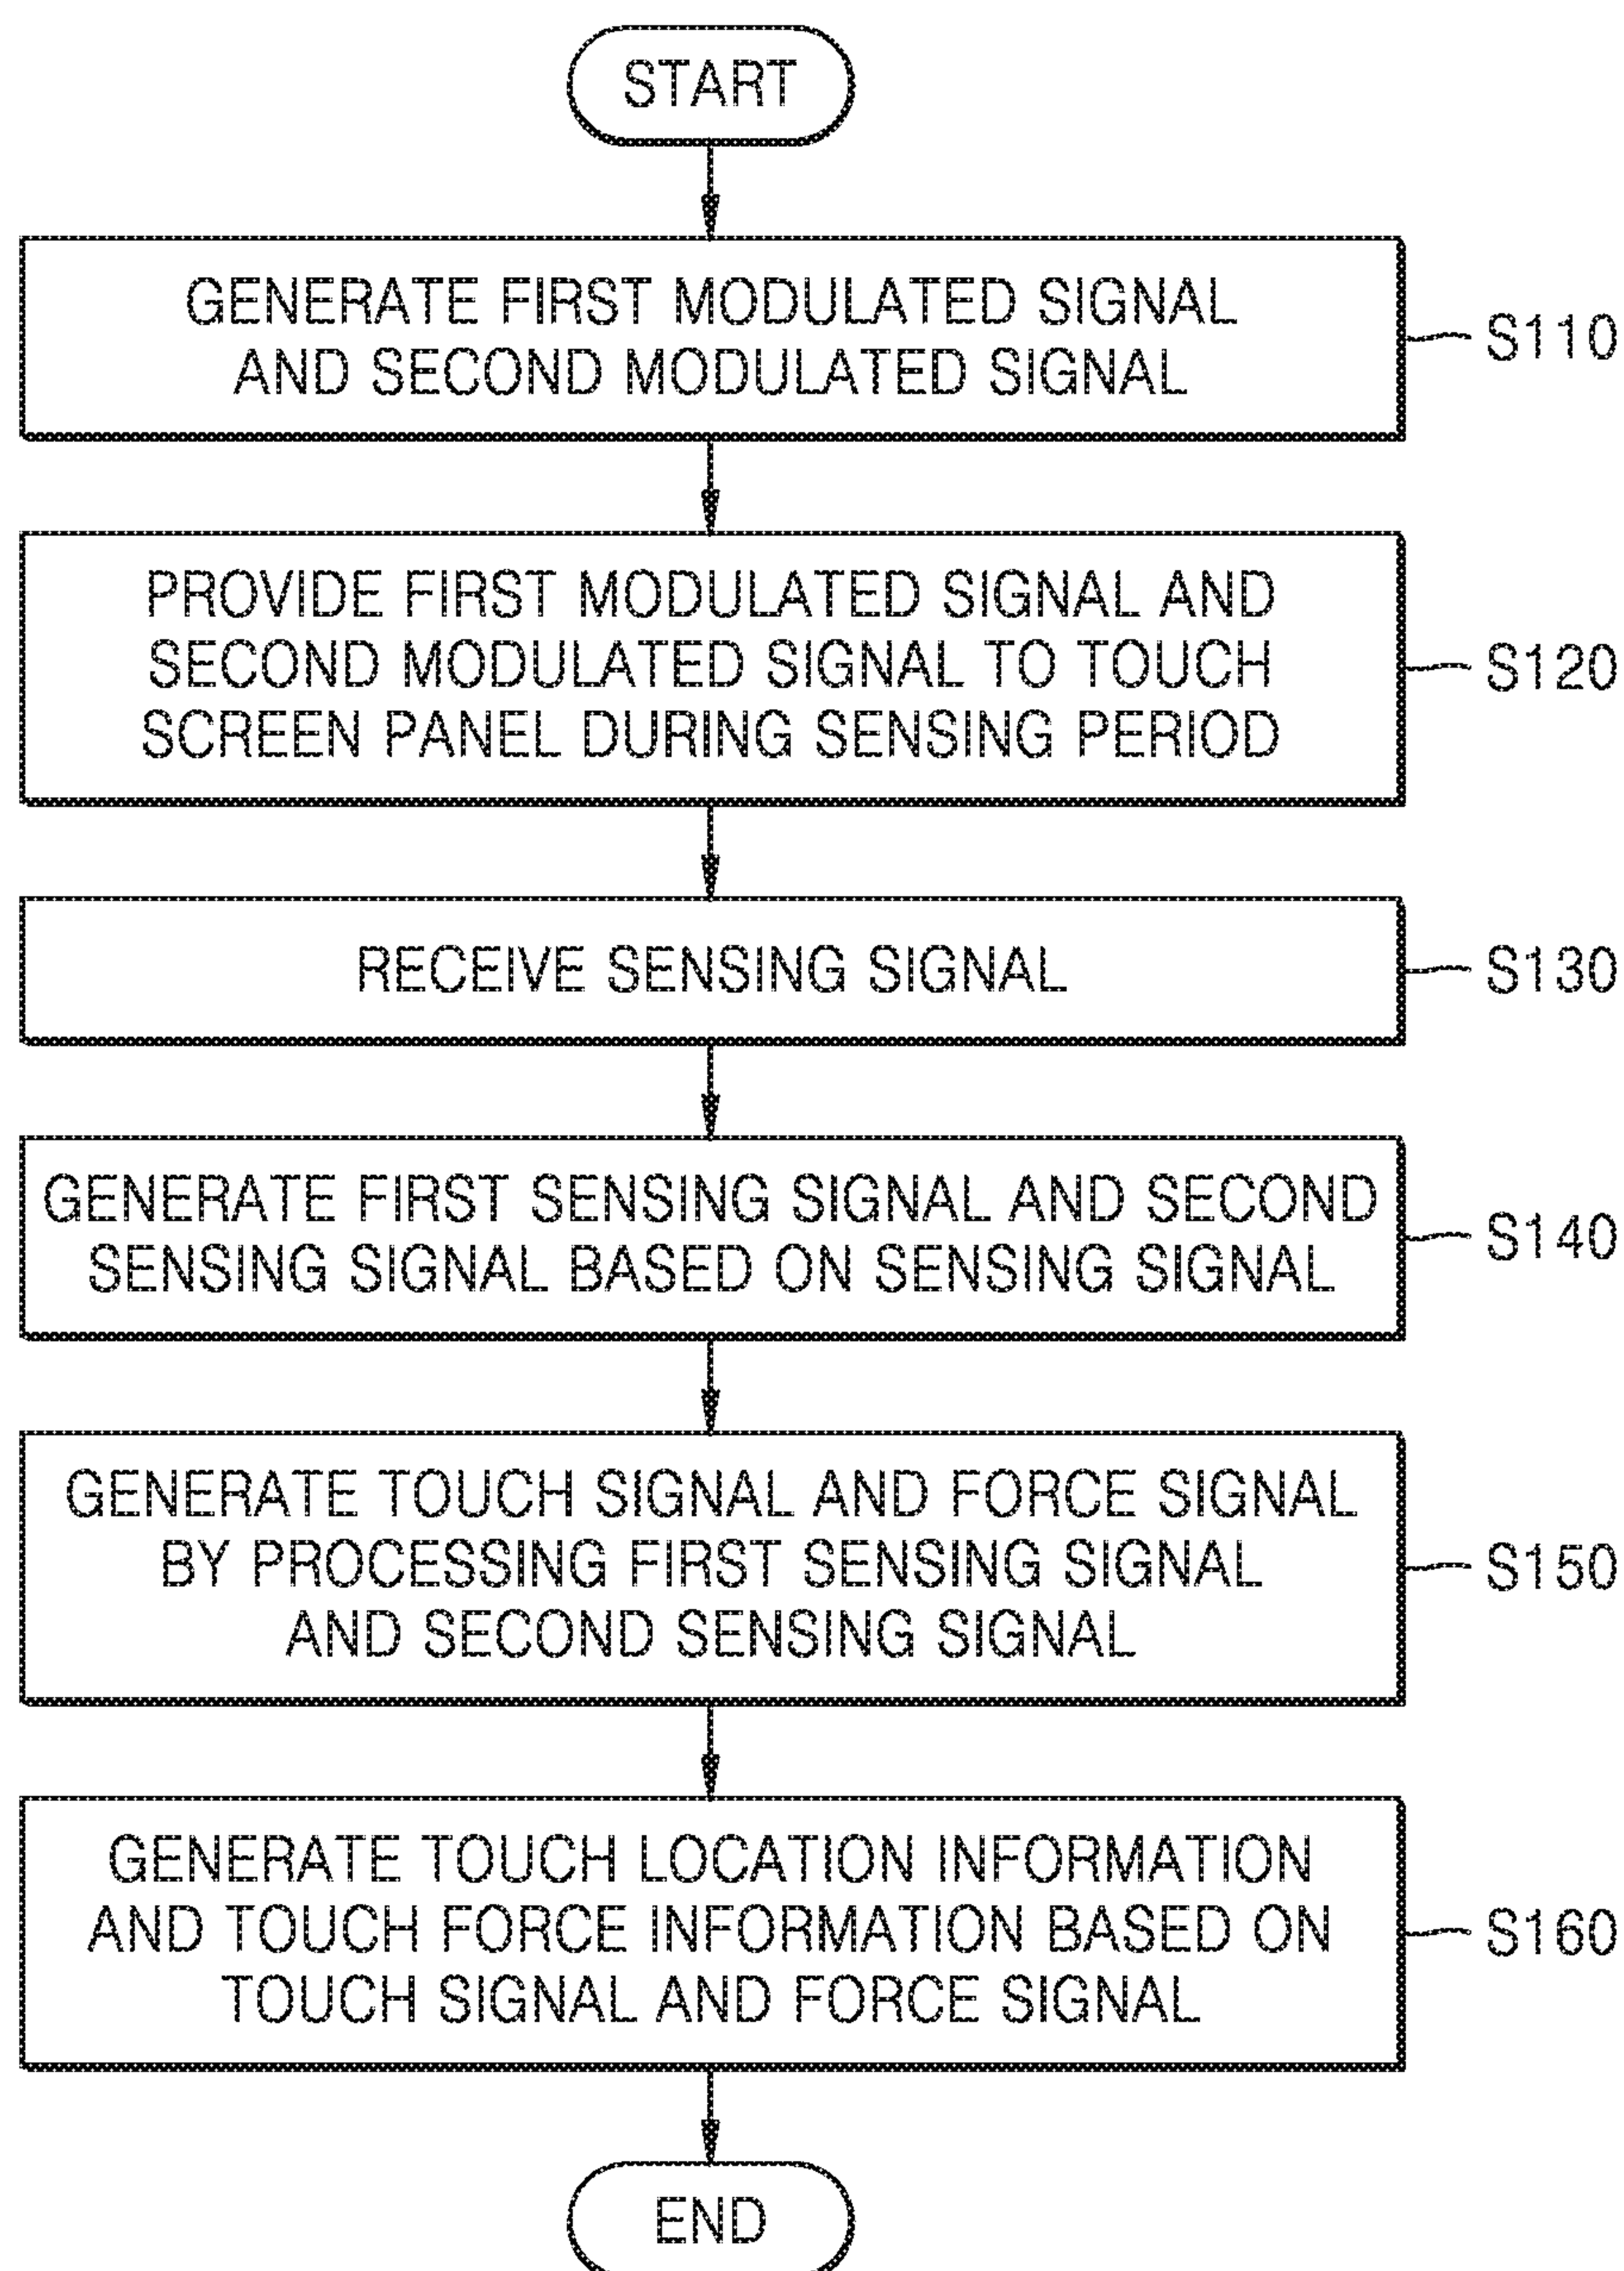 START
GENERATE FIRST MODULATED SIGNAL
AND SECOND MODULATED SIGNAL
S110
PROVIDE FIRST MODULATED SIGNAL AND
SECOND MODULATED SIGNAL TO TOUCH
SCREEN PANEL DURING SENSING PERIOD
S120
RECEIVE SENSING SIGNAL
S130
GENERATE FIRST SENSING SIGNAL AND SECOND
SENSING SIGNAL BASED ON SENSING SIGNAL
S140
GENERATE TOUCH SIGNAL AND FORCE SIGNAL
BY PROCESSING FIRST SENSING SIGNAL
AND SECOND SENSING SIGNAL
S150
GENERATE TOUCH LOCATION INFORMATION
AND TOUCH FORCE INFORMATION BASED ON
TOUCH SIGNAL AND FORCE SIGNAL
S160
END